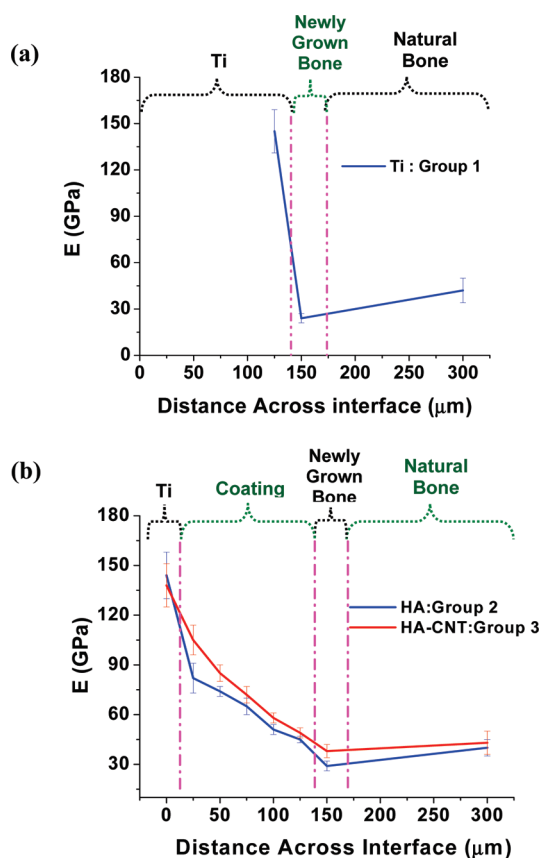 (a)
Ti
Newly
Grown
Bone
Natural
Bone
180
150
120
90
60
30
0
E (GPa)
Ti : Group 1
0 50 100 150 200 250 300
Distance Across interface (μm)
(b)
Ti
Coating
Newly
Grown
Bone
Natural
Bone
180
150
120
90
60
30
E (GPa)
HA:Group 2
HA-CNT:Group 3
0 50 100 150 200 250 300
Distance Across Interface (μm)